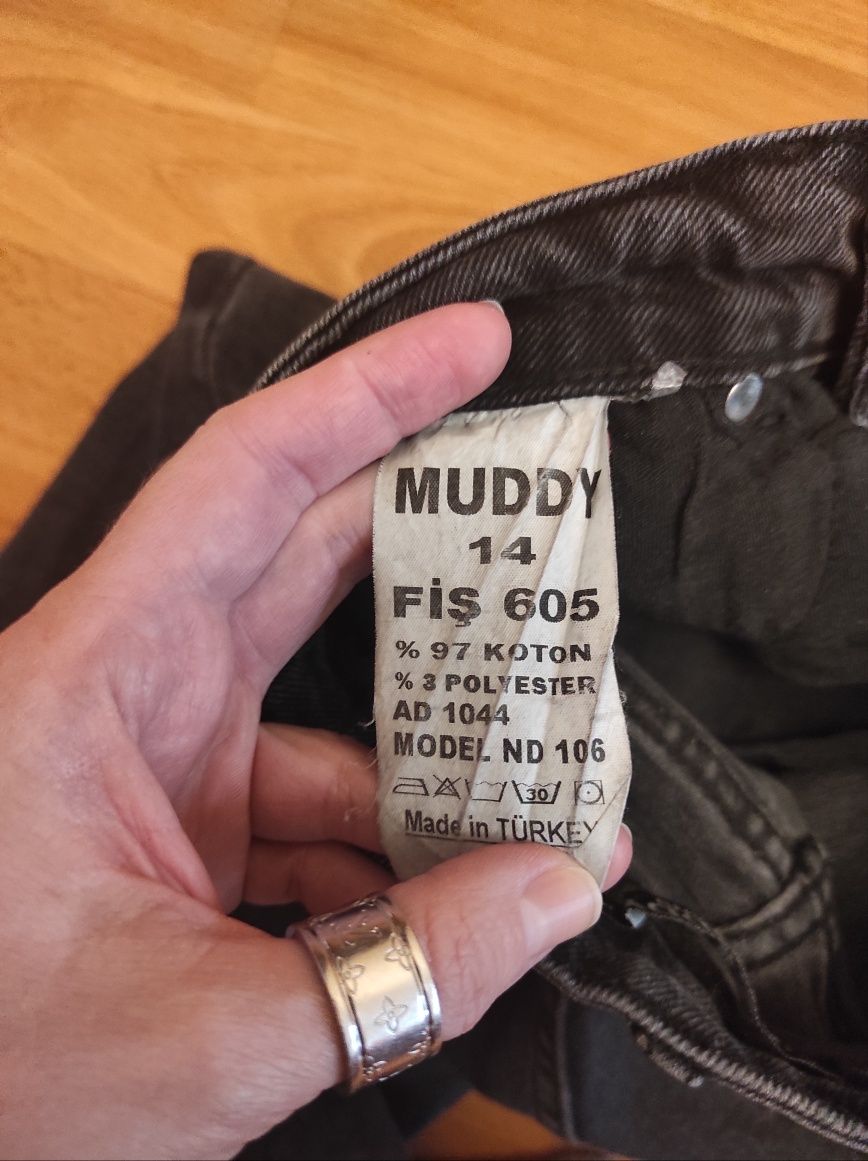 MUDDY
14
FİŞ 605
% 97 KOTON
% 3 POLYESTER
AD 1044
MODEL ND 106
30
Made in TÜRKEY